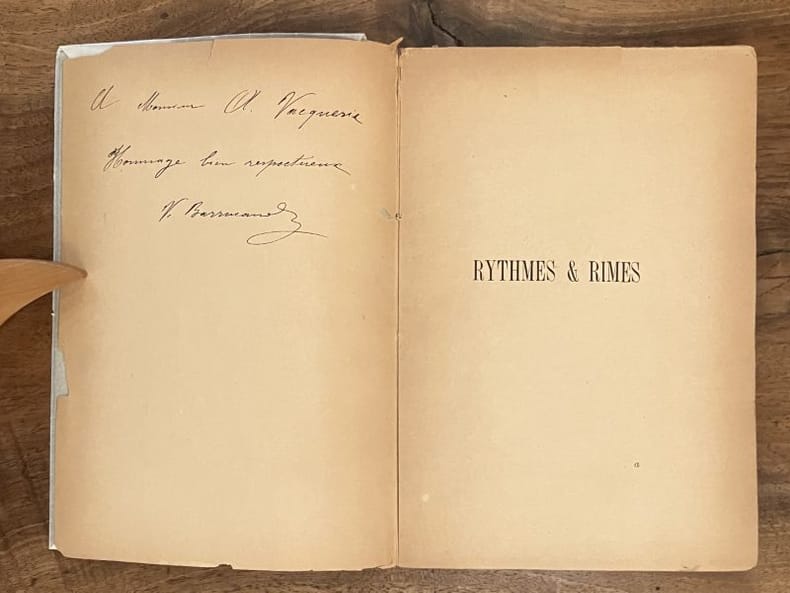 A Monsieur A. Vacquerie
Hommage bien respectueux
V. Barrucand
RYTHMES & RIMES
a